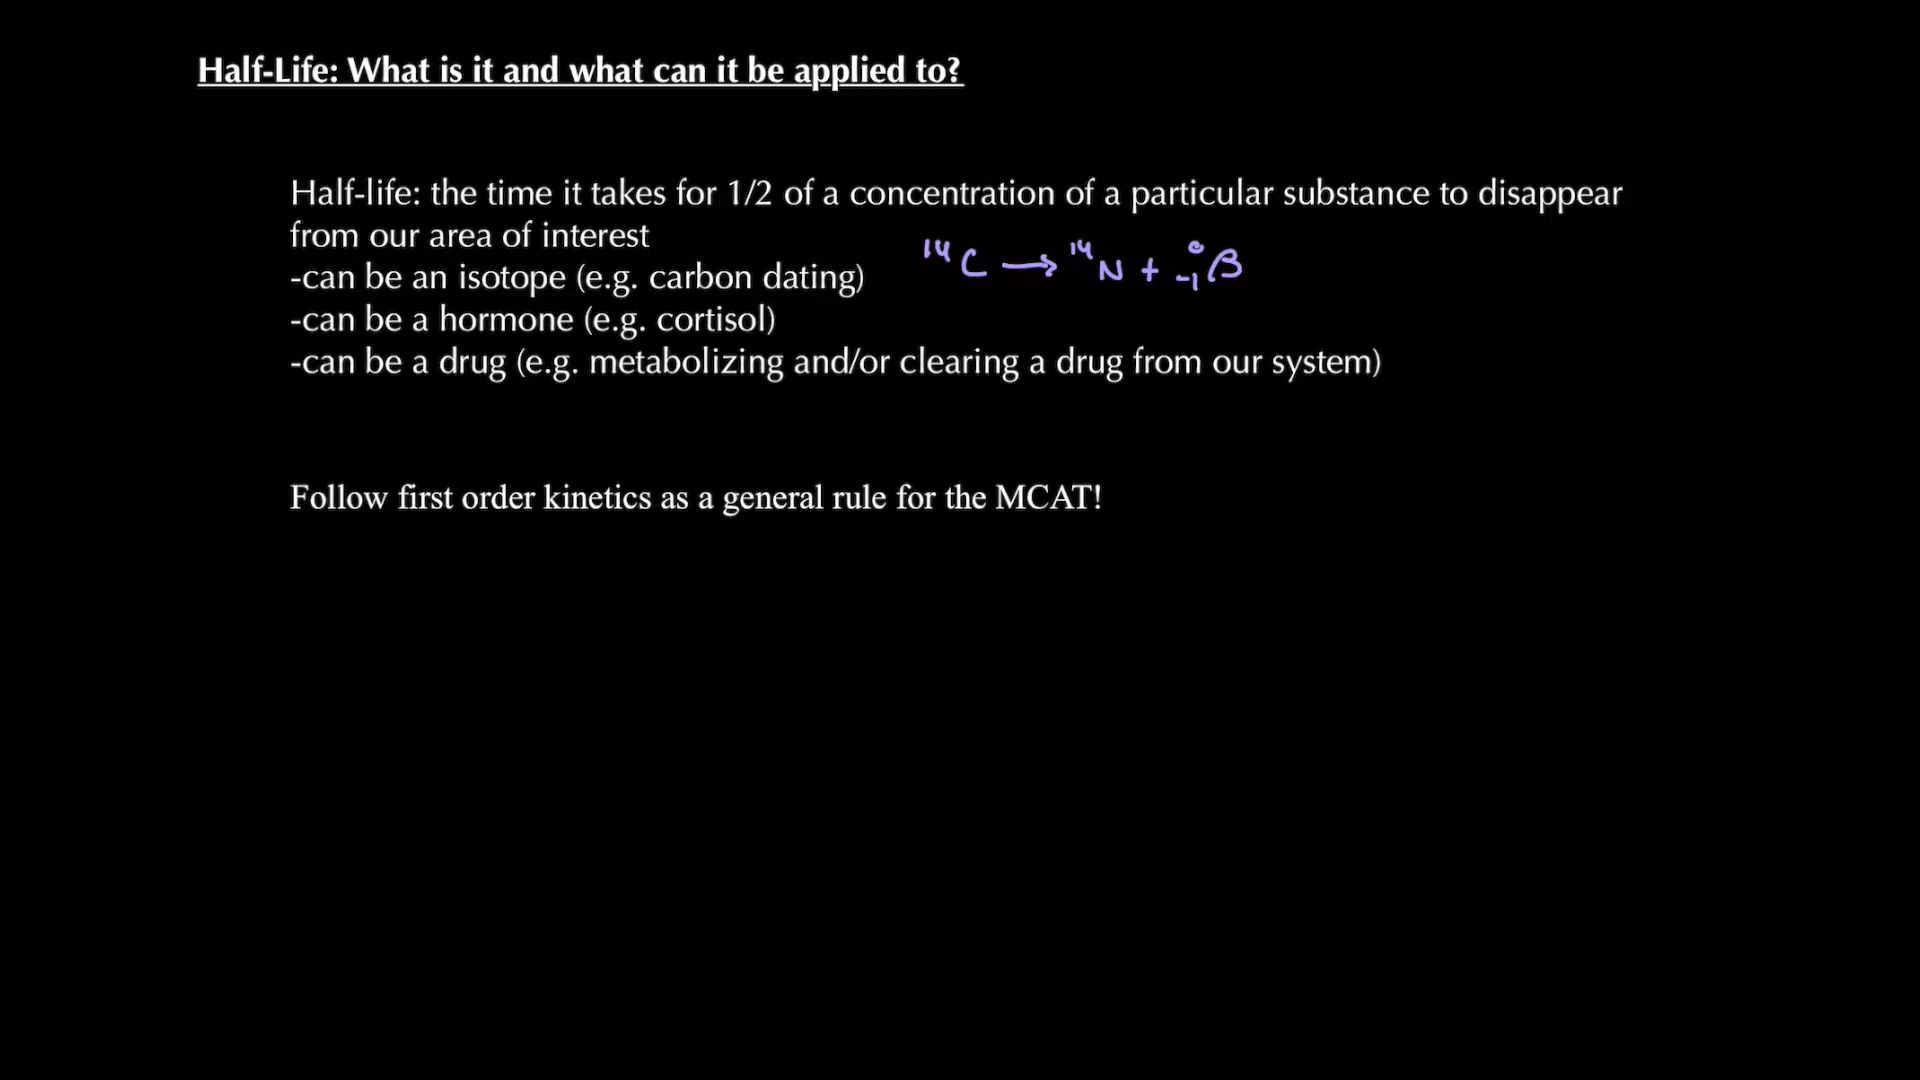 Half-Life: What is it and what can it be applied to?
Half-life: the time it takes for 1/2 of a concentration of a particular substance to disappear
from our area of interest
¹⁴C → ¹⁴N + ⁰₋₁β
-can be an isotope (e.g. carbon dating)
-can be a hormone (e.g. cortisol)
-can be a drug (e.g. metabolizing and/or clearing a drug from our system)
Follow first order kinetics as a general rule for the MCAT!